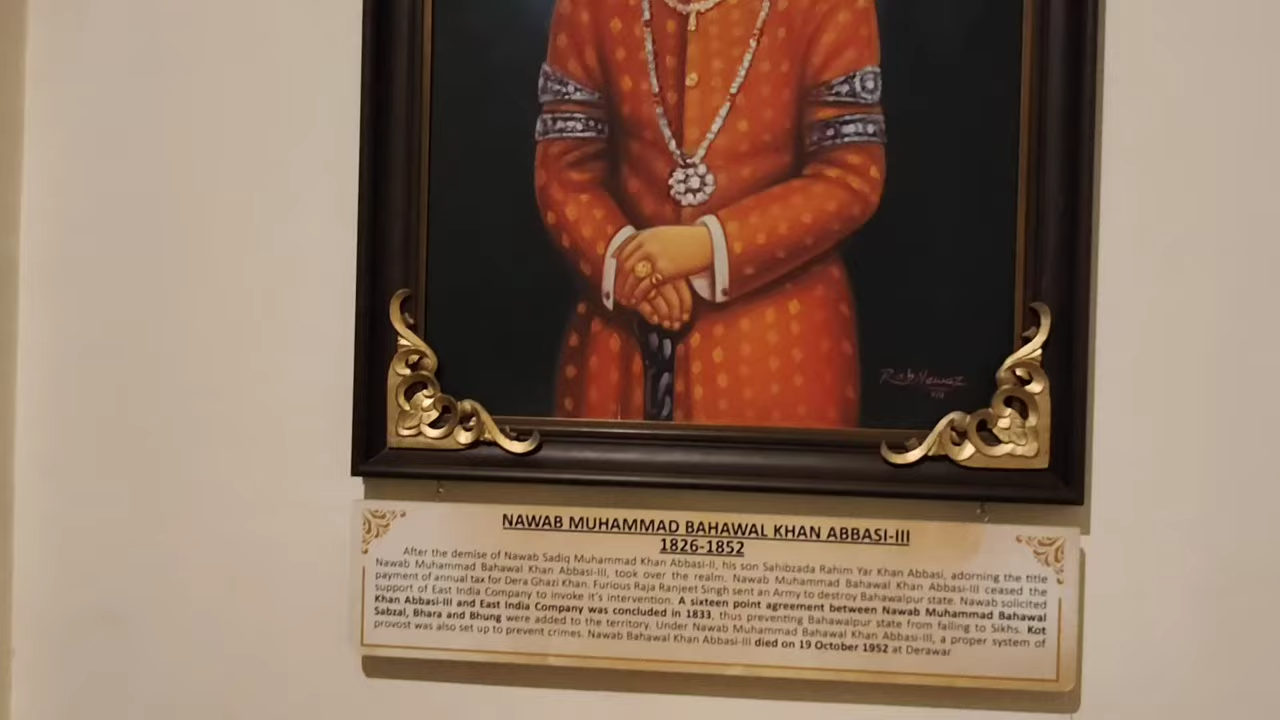 Rab Nawaz
NAWAB MUHAMMAD BAHAWAL KHAN ABBASI-III
1826-1852
After the demise of Nawab Sadiq Muhammad Khan Abbasi-II, his son Sahibzada Rahim Yar Khan Abbasi, adorning the title
Nawab Muhammad Bahawal Khan Abbasi-III, took over the realm. Nawab Muhammad Bahawal Khan Abbasi-III ceased the
payment of annual tax for Dera Ghazi Khan. Furious Raja Ranjeet Singh sent an Army to destroy Bahawalpur state. Nawab solicited
support of East India Company to invoke it's intervention. A sixteen point agreement between Nawab Muhammad Bahawal
Khan Abbasi-III and East India Company was concluded in 1833, thus preventing Bahawalpur state from falling to Sikhs. Kot
Sabzal, Bhara and Bhung were added to the territory. Under Nawab Muhammad Bahawal Khan Abbasi-III, a proper system of
provost was also set up to prevent crimes. Nawab Bahawal Khan Abbasi-III died on 19 October 1952 at Derawar